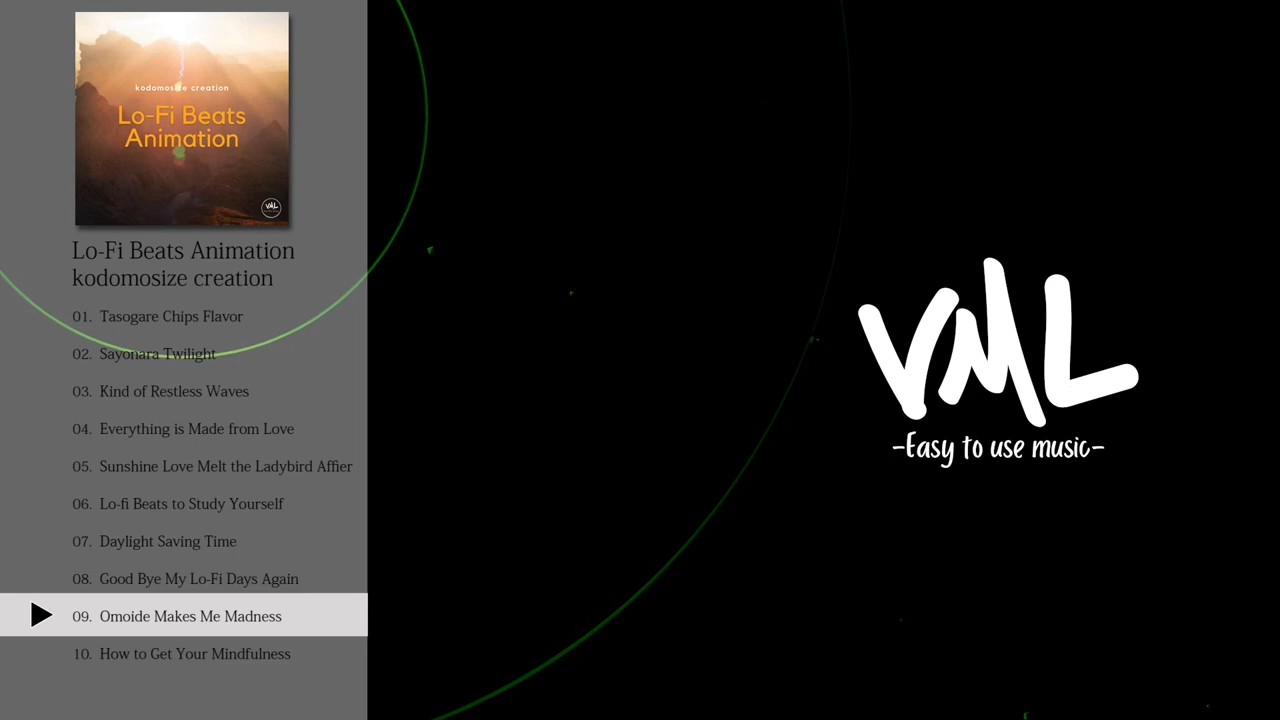 kodomosize creation
Lo-Fi Beats
Animation
VML
Lo-Fi Beats Animation
kodomosize creation
01. Tasogare Chips Flavor
02. Sayonara Twilight
03. Kind of Restless Waves
04. Everything is Made from Love
05. Sunshine Love Melt the Ladybird Affier
06. Lo-fi Beats to Study Yourself
07. Daylight Saving Time
08. Good Bye My Lo-Fi Days Again
09. Omoide Makes Me Madness
10. How to Get Your Mindfulness
VML
-Easy to use music-